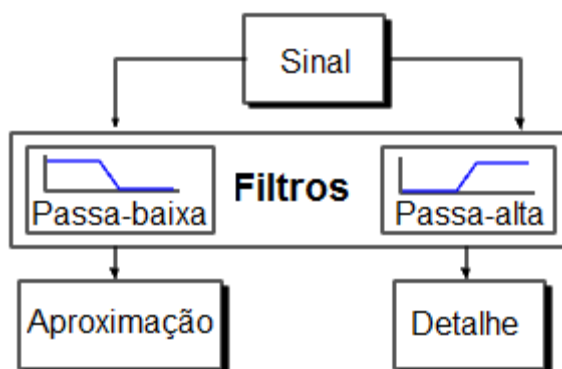 Sinal
Filtros
Passa-baixa
Passa-alta
Aproximação
Detalhe